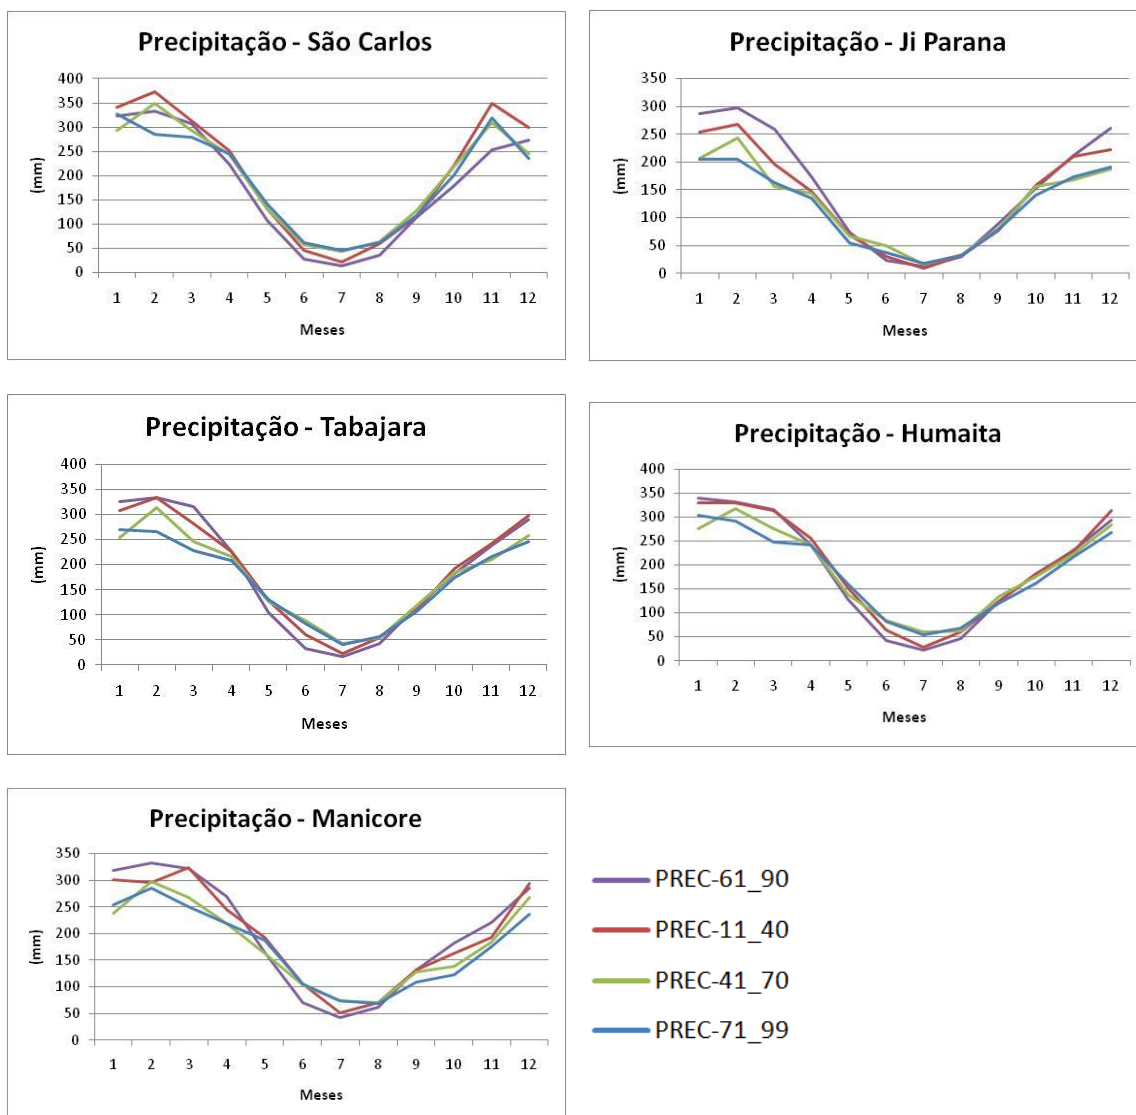 Precipitação - São Carlos
400
350
300
250
200
150
100
50
0
(mm)
1 2 3 4 5 6 7 8 9 10 11 12
Meses
Precipitação - Ji Parana
350
300
250
200
150
100
50
0
(mm)
1 2 3 4 5 6 7 8 9 10 11 12
Meses
Precipitação - Tabajara
400
350
300
250
200
150
100
50
0
(mm)
1 2 3 4 5 6 7 8 9 10 11 12
Meses
Precipitação - Humaita
400
350
300
250
200
150
100
50
0
(mm)
1 2 3 4 5 6 7 8 9 10 11 12
Meses
Precipitação - Manicore
350
300
250
200
150
100
50
0
(mm)
1 2 3 4 5 6 7 8 9 10 11 12
Meses
PREC-61_90
PREC-11_40
PREC-41_70
PREC-71_99